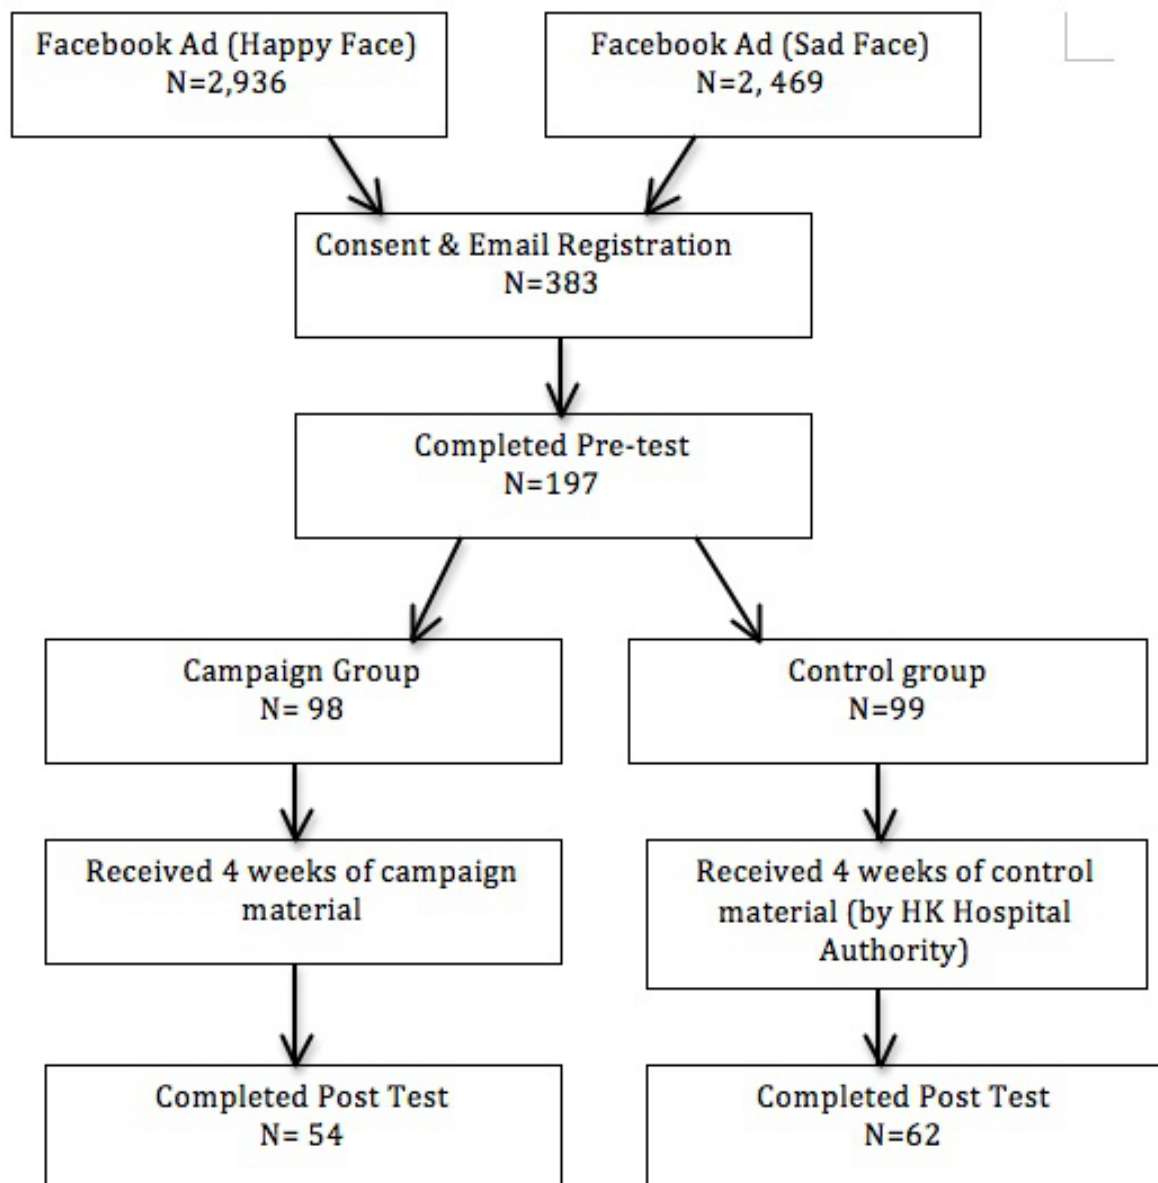 Facebook Ad (Happy Face)
N=2,936
Facebook Ad (Sad Face)
N=2, 469
Consent & Email Registration
N=383
Completed Pre-test
N=197
Campaign Group
N= 98
Control group
N=99
Received 4 weeks of campaign
material
Received 4 weeks of control
material (by HK Hospital
Authority)
Completed Post Test
N= 54
Completed Post Test
N=62